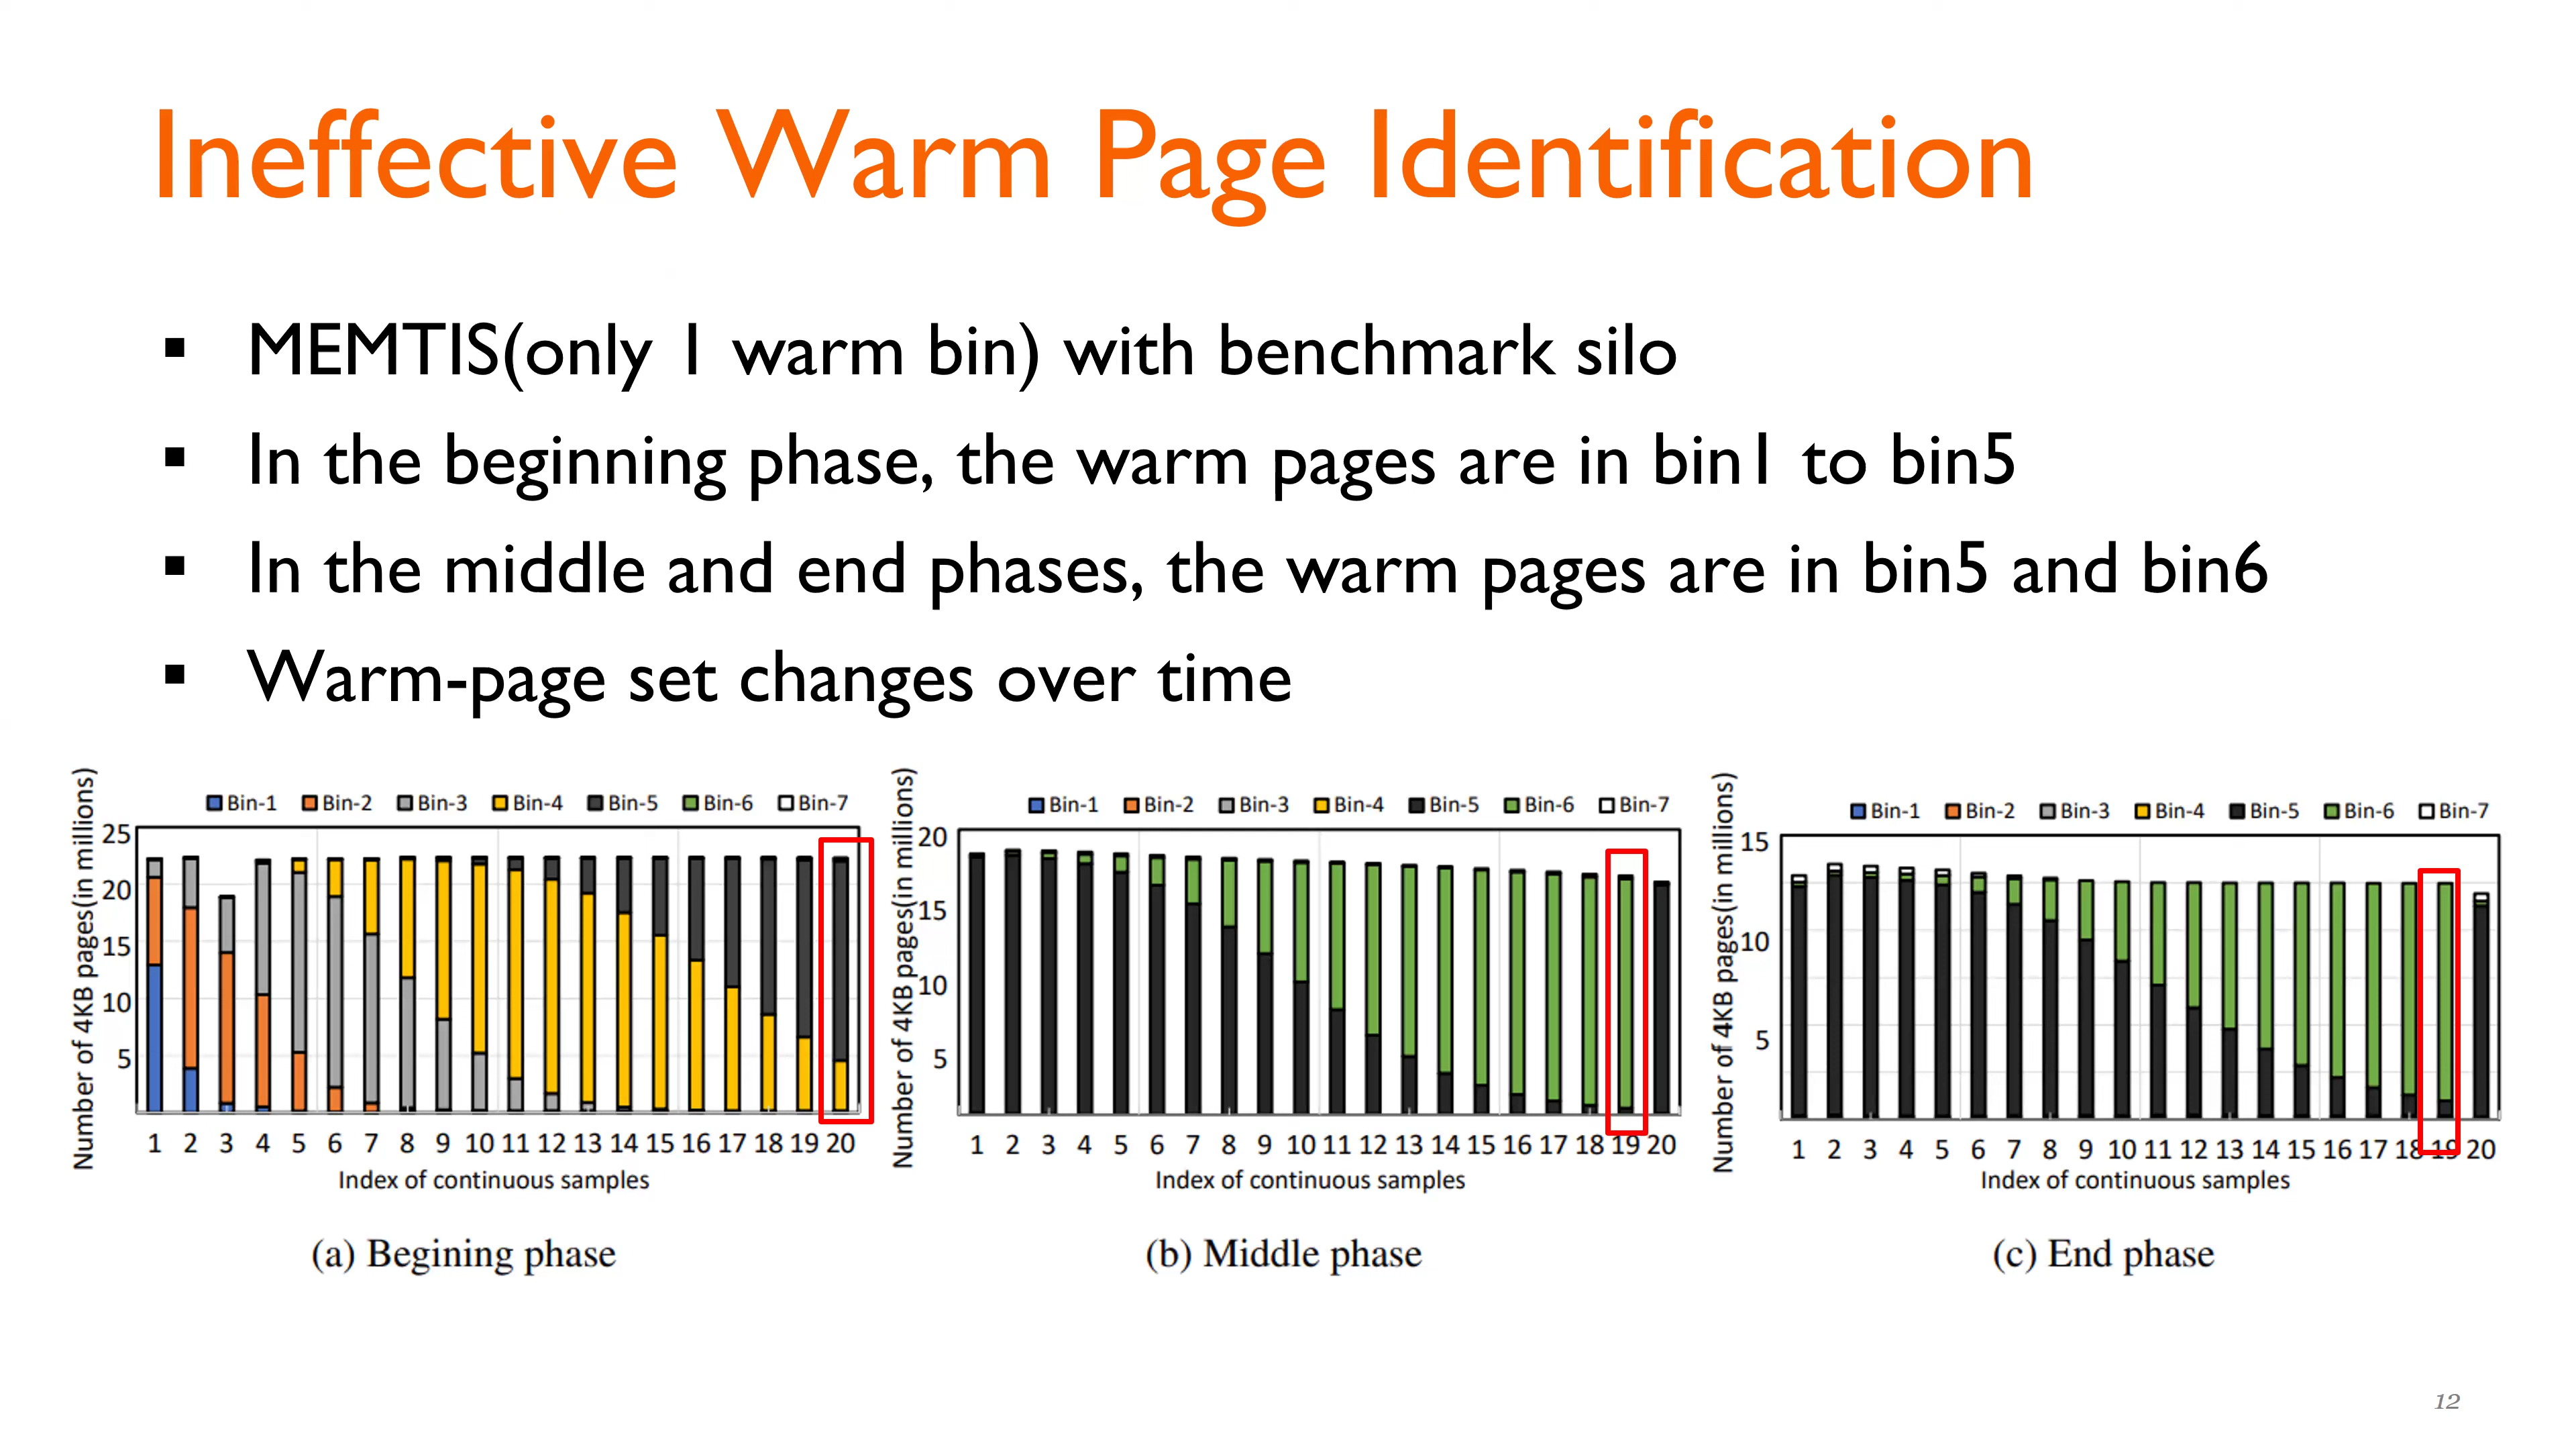 Ineffective Warm Page Identification
▪ MEMTIS(only 1 warm bin) with benchmark silo
▪ In the beginning phase, the warm pages are in bin1 to bin5
▪ In the middle and end phases, the warm pages are in bin5 and bin6
▪ Warm-page set changes over time
Number of 4KB pages(in millions)
Bin-1 Bin-2 Bin-3 Bin-4 Bin-5 Bin-6 Bin-7
25
20
15
10
5
1 2 3 4 5 6 7 8 9 10 11 12 13 14 15 16 17 18 19 20
Index of continuous samples
(a) Begining phase
Number of 4KB pages(in millions)
Bin-1 Bin-2 Bin-3 Bin-4 Bin-5 Bin-6 Bin-7
20
15
10
5
1 2 3 4 5 6 7 8 9 10 11 12 13 14 15 16 17 18 19 20
Index of continuous samples
(b) Middle phase
Number of 4KB pages(in millions)
Bin-1 Bin-2 Bin-3 Bin-4 Bin-5 Bin-6 Bin-7
15
10
5
1 2 3 4 5 6 7 8 9 10 11 12 13 14 15 16 17 18 19 20
Index of continuous samples
(c) End phase
12